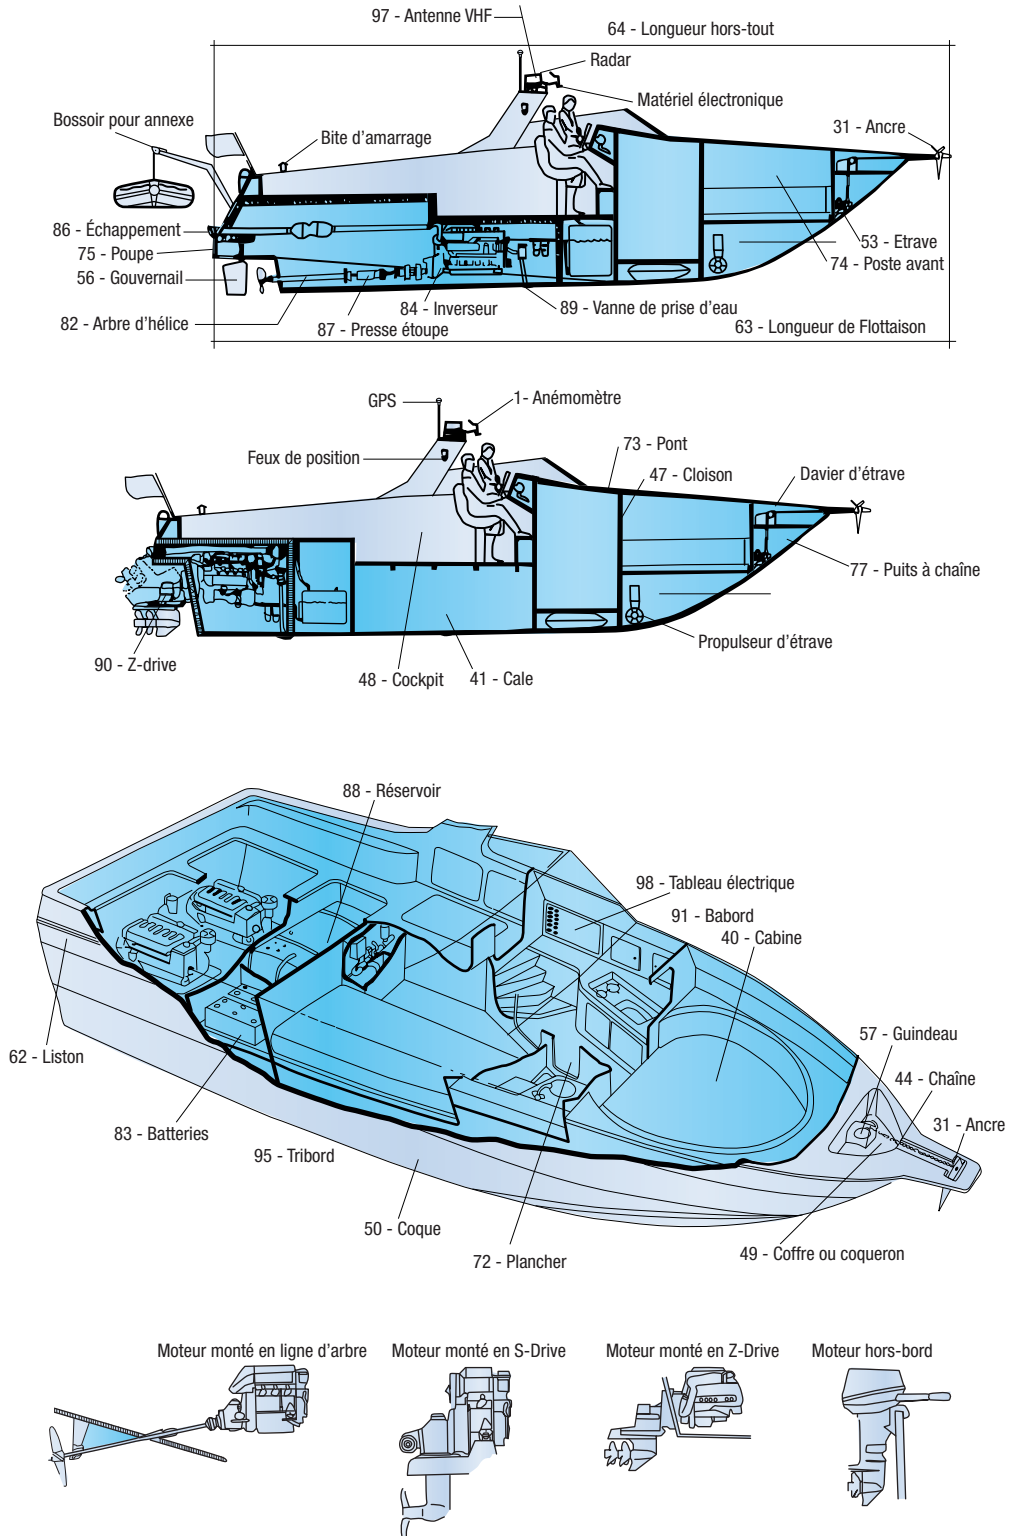 97 - Antenne VHF
64 - Longueur hors-tout
Radar
Matériel électronique
Bossoir pour annexe
Bite d'amarrage
31 - Ancre
86 - Échappement
75 - Poupe
56 - Gouvernail
53 - Etrave
74 - Poste avant
82 - Arbre d'hélice
84 - Inverseur
89 - Vanne de prise d'eau
87 - Presse étoupe
63 - Longueur de Flottaison
GPS
1- Anémomètre
73 - Pont
Feux de position
47 - Cloison
Davier d'étrave
77 - Puits à chaîne
Propulseur d'étrave
90 - Z-drive
48 - Cockpit
41 - Cale
88 - Réservoir
98 - Tableau électrique
91 - Babord
40 - Cabine
57 - Guindeau
62 - Liston
44 - Chaîne
83 - Batteries
31 - Ancre
95 - Tribord
50 - Coque
72 - Plancher
49 - Coffre ou coqueron
Moteur monté en ligne d'arbre
Moteur monté en S-Drive
Moteur monté en Z-Drive
Moteur hors-bord